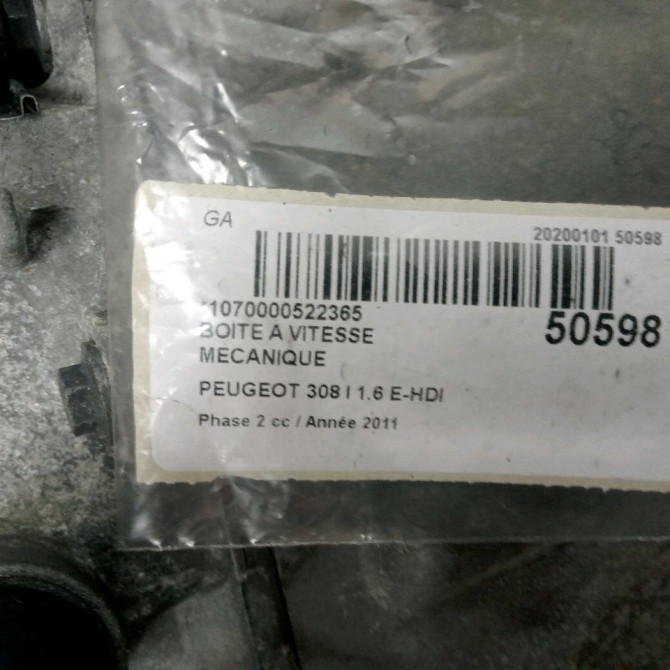 GA
20200101 50598
1070000522365
50598
BOITE A VITESSE
MECANIQUE
PEUGEOT 308 I 1.6 E-HDI
Phase 2 cc / Année 2011